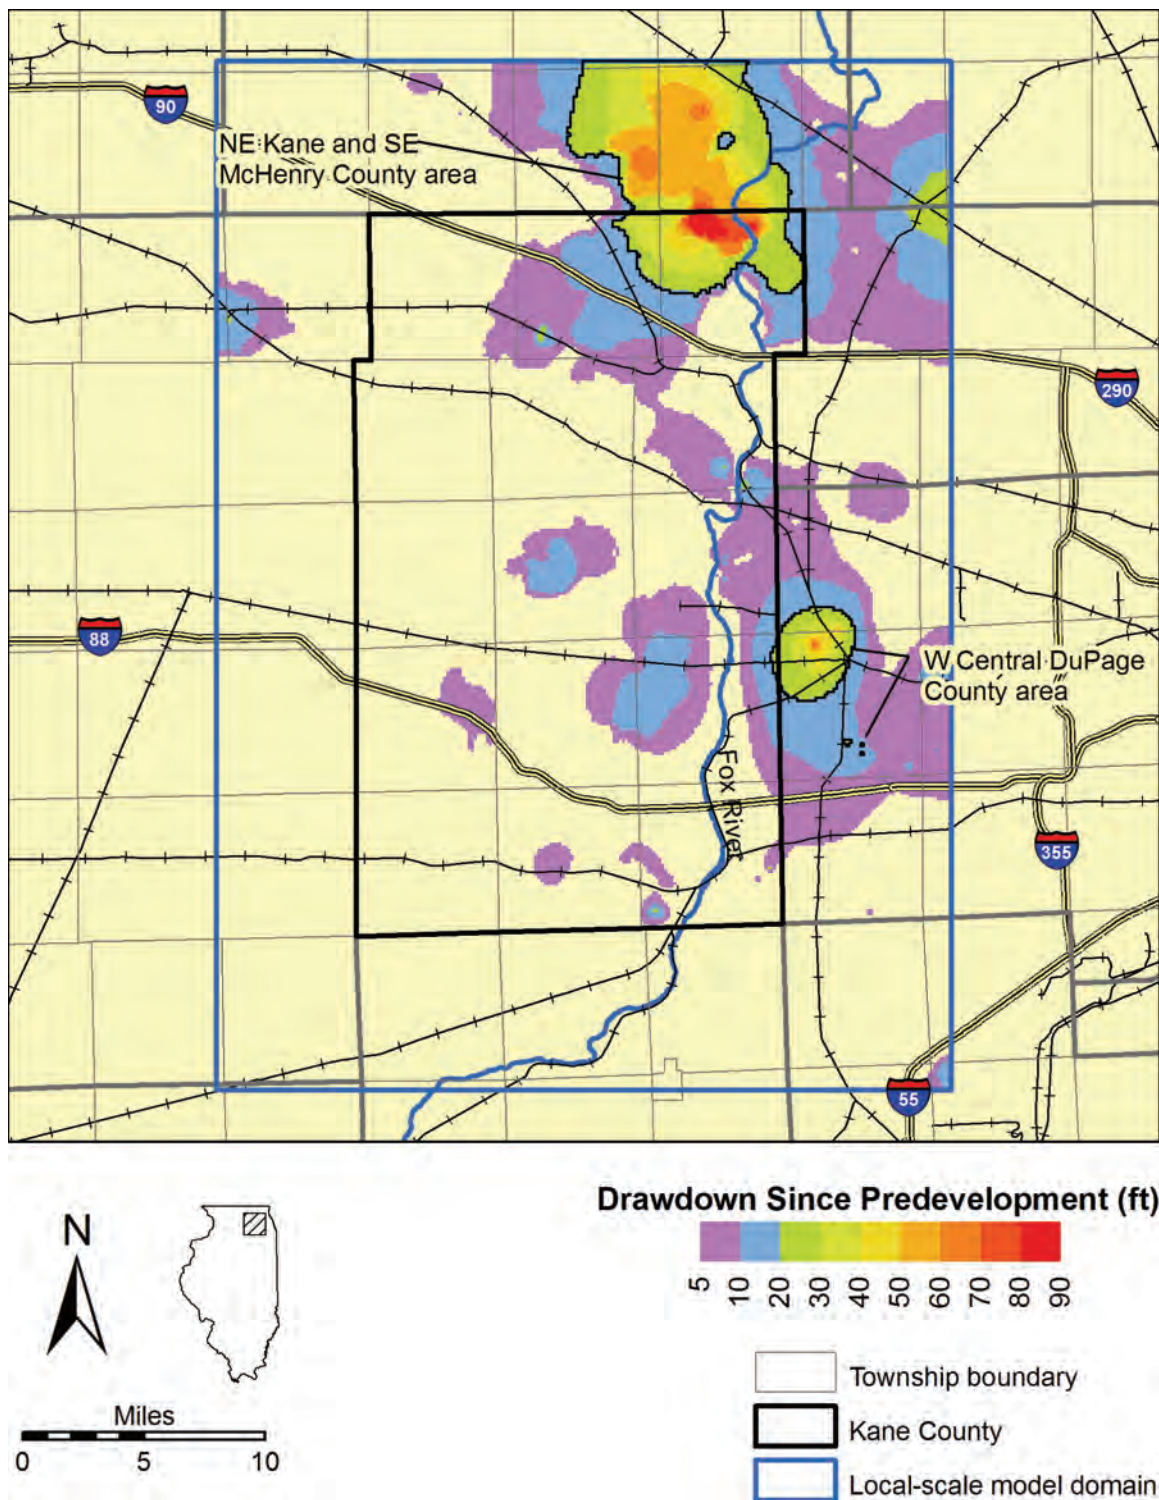 90
NE Kane and SE
McHenry County area
290
88
W Central DuPage
County area
Fox River
355
55
Drawdown Since Predevelopment (ft)
5 10 20 30 40 50 60 70 80 90
N
Township boundary
Miles
Kane County
0 5 10
Local-scale model domain